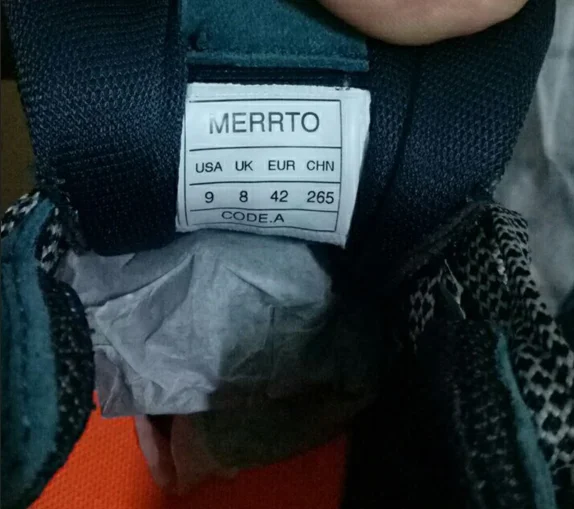 MERRTO
USA UK EUR CHN
9 8 42 265
CODE.A